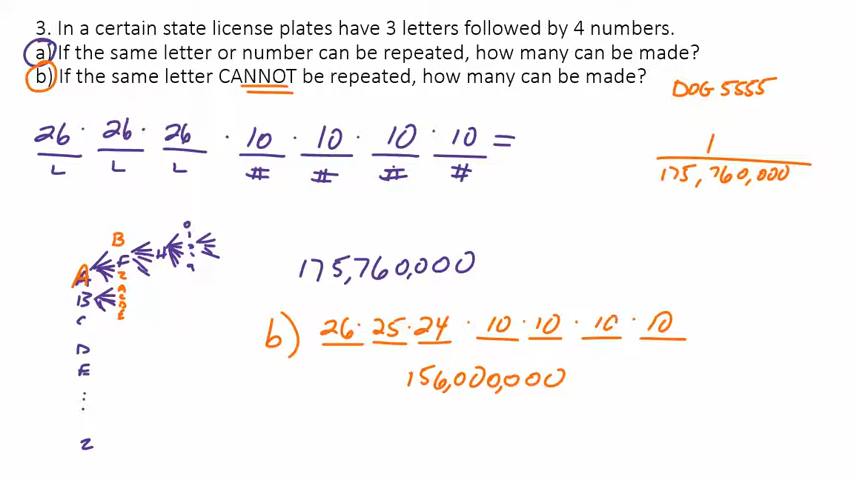 3. In a certain state license plates have 3 letters followed by 4 numbers.
a) If the same letter or number can be repeated, how many can be made?
b) If the same letter CANNOT be repeated, how many can be made?
DOG 5555
26 · 26 · 26 · 10 · 10 · 10 · 10 =
L L L # # # #
1
175,760,000
0
B
A F H
9
Z
B A
C
D E
C
D
E
⋮
Z
175,760,000
b) 26 · 25 · 24 · 10 · 10 · 10 · 10
156,000,000